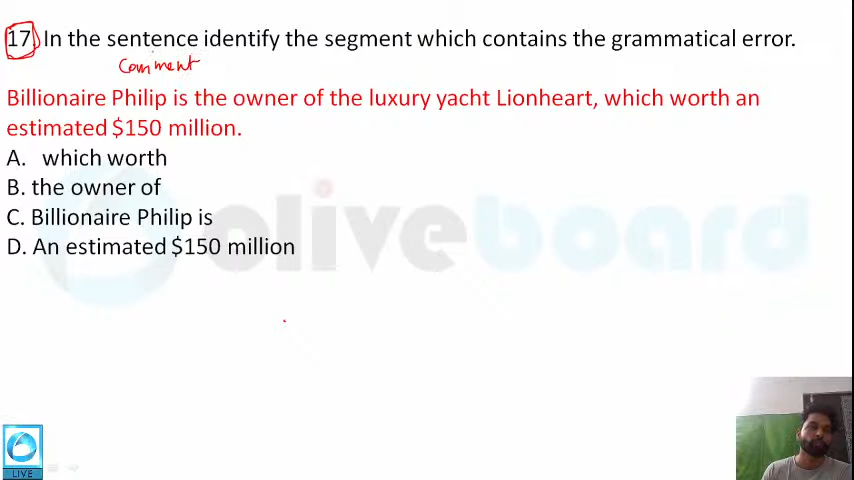 17) In the sentence identify the segment which contains the grammatical error.
Comment
Billionaire Philip is the owner of the luxury yacht Lionheart, which worth an
estimated $150 million.
A. which worth
B. the owner of
C. Billionaire Philip is
D. An estimated $150 million
oliveboard
LIVE